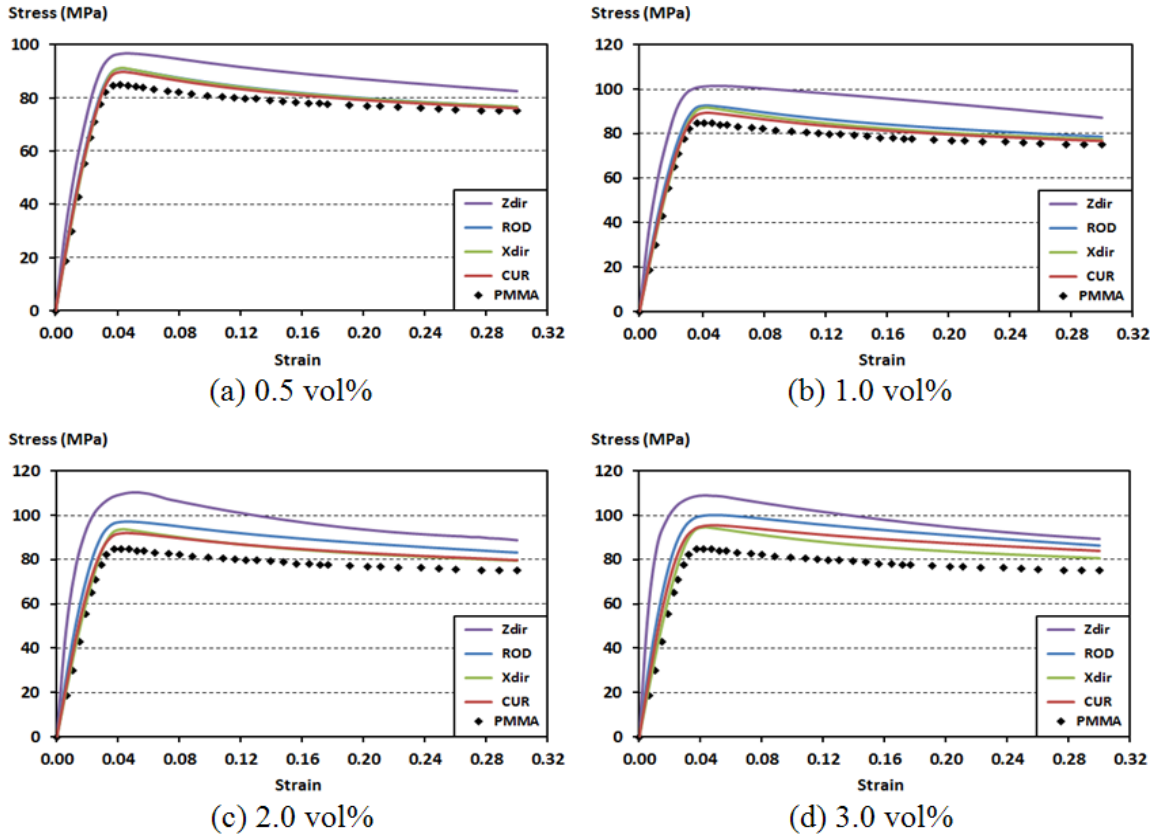 Stress (MPa)
100
80
60
40
20
0
0.00 0.04 0.08 0.12 0.16 0.20 0.24 0.28 0.32
Strain
Zdir
ROD
Xdir
CUR
PMMA
(a) 0.5 vol%
Stress (MPa)
120
100
80
60
40
20
0
0.00 0.04 0.08 0.12 0.16 0.20 0.24 0.28 0.32
Strain
Zdir
ROD
Xdir
CUR
PMMA
(b) 1.0 vol%
Stress (MPa)
120
100
80
60
40
20
0
0.00 0.04 0.08 0.12 0.16 0.20 0.24 0.28 0.32
Strain
Zdir
ROD
Xdir
CUR
PMMA
(c) 2.0 vol%
Stress (MPa)
120
100
80
60
40
20
0
0.00 0.04 0.08 0.12 0.16 0.20 0.24 0.28 0.32
Strain
Zdir
ROD
Xdir
CUR
PMMA
(d) 3.0 vol%